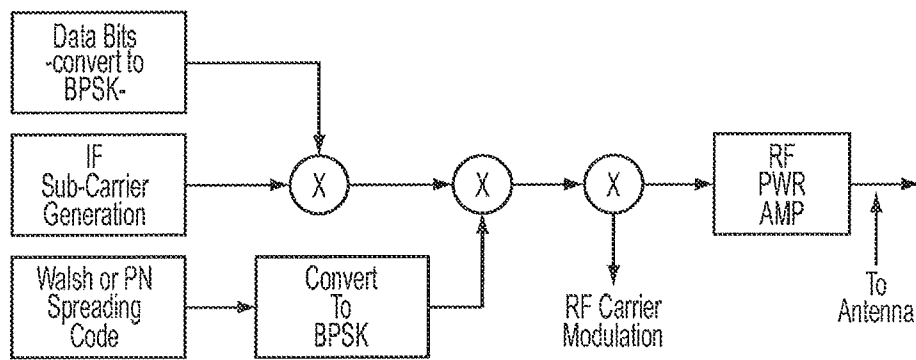 Data Bits
-convert to
BPSK-
IF
Sub-Carrier
Generation
X
X
X
RF
PWR
AMP
Walsh or PN
Spreading
Code
Convert
To
BPSK
RF Carrier
Modulation
To
Antenna